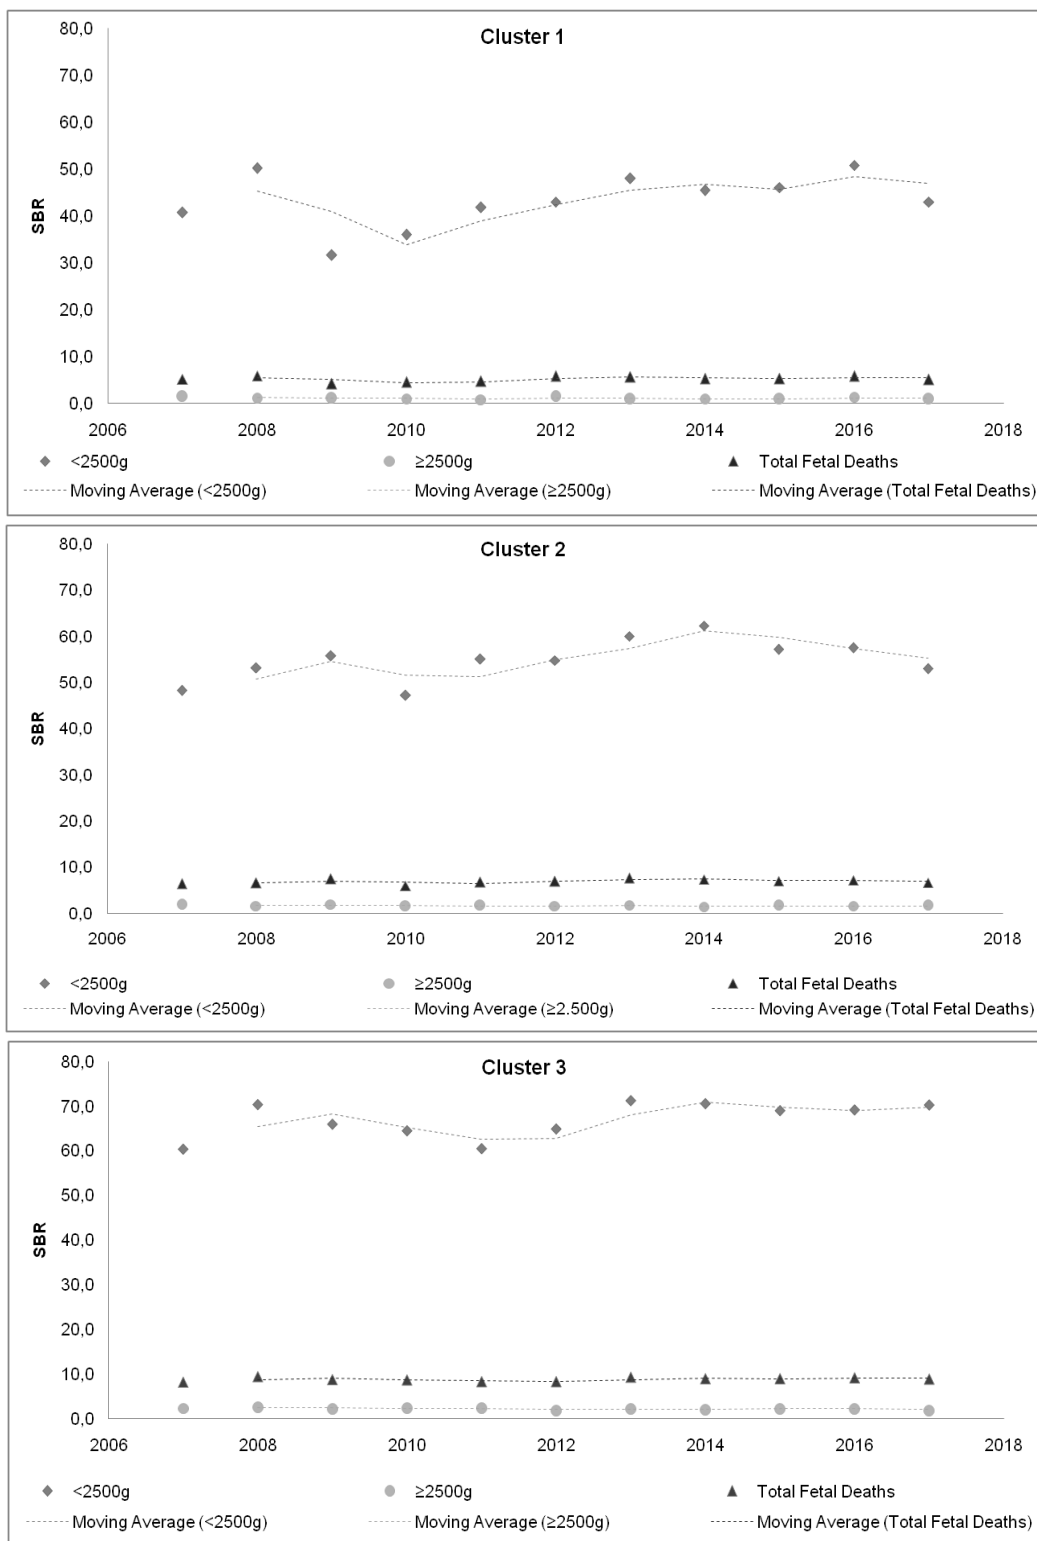 Cluster 1
80,0
70,0
60,0
50,0
40,0
30,0
20,0
10,0
0,0
SBR
2006 2008 2010 2012 2014 2016 2018
<2500g ≥2500g Total Fetal Deaths
Moving Average (<2500g) Moving Average (≥2500g) Moving Average (Total Fetal Deaths)
Cluster 2
80,0
70,0
60,0
50,0
40,0
30,0
20,0
10,0
0,0
SBR
2006 2008 2010 2012 2014 2016 2018
<2500g ≥2500g Total Fetal Deaths
Moving Average (<2500g) Moving Average (≥2.500g) Moving Average (Total Fetal Deaths)
Cluster 3
80,0
70,0
60,0
50,0
40,0
30,0
20,0
10,0
0,0
SBR
2006 2008 2010 2012 2014 2016 2018
<2500g ≥2500g Total Fetal Deaths
Moving Average (<2500g) Moving Average (≥2500g) Moving Average (Total Fetal Deaths)